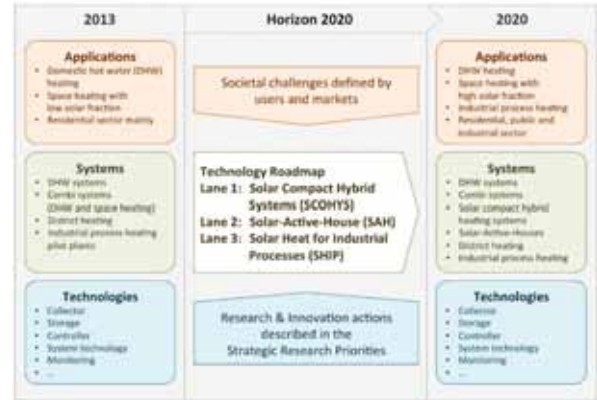 2013
Applications
• Domestic hot water (DHW)
heating
• Space heating with
low solar fraction
• Residential sector mainly
Systems
• DHW systems
• Combi systems
(DHW and space heating)
• District heating
• Industrial process heating
pilot plants
Technologies
• Collector
• Storage
• Controller
• System technology
• Monitoring
• ...
Horizon 2020
Societal challenges defined by
users and markets
Technology Roadmap
Lane 1: Solar Compact Hybrid
Systems (SCOHYS)
Lane 2: Solar-Active-House (SAH)
Lane 3: Solar Heat for Industrial
Processes (SHIP)
Research & Innovation actions
described in the
Strategic Research Priorities
2020
Applications
• DHW heating
• Space heating with
high solar fraction
• Industrial process heating
• Residential, public and
industrial sector
Systems
• DHW systems
• Combi systems
• Solar compact hybrid
heating systems
• Solar-Active-Houses
• District heating
• Industrial process heating
Technologies
• Collector
• Storage
• Controller
• System technology
• Monitoring
• ...